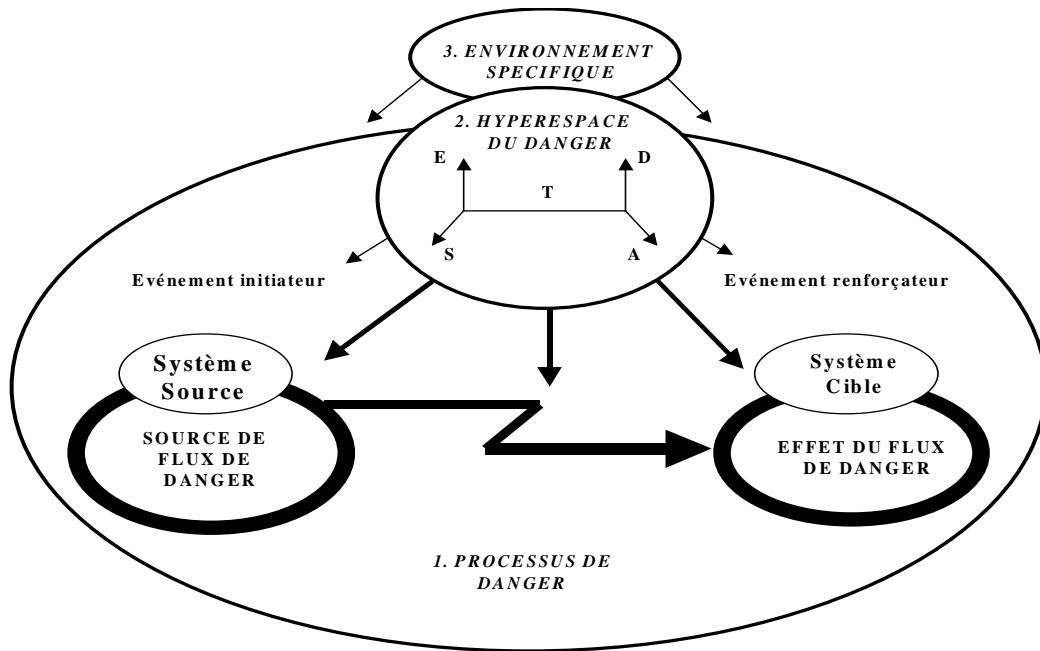 3. ENVIRONNEMENT
SPECIFIQUE
2. HYPERESPACE
DU DANGER
E
D
T
S
A
Evénement initiateur
Evénement renforçateur
Système
Source
Système
Cible
SOURCE DE
FLUX DE
DANGER
EFFET DU FLUX
DE DANGER
1. PROCESSUS DE
DANGER